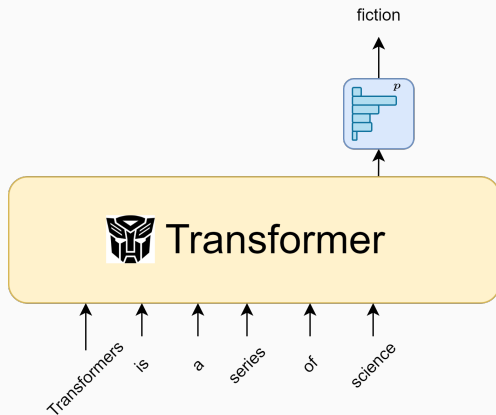 fiction
p
Transformer
Transformers
is
a
series
of
science